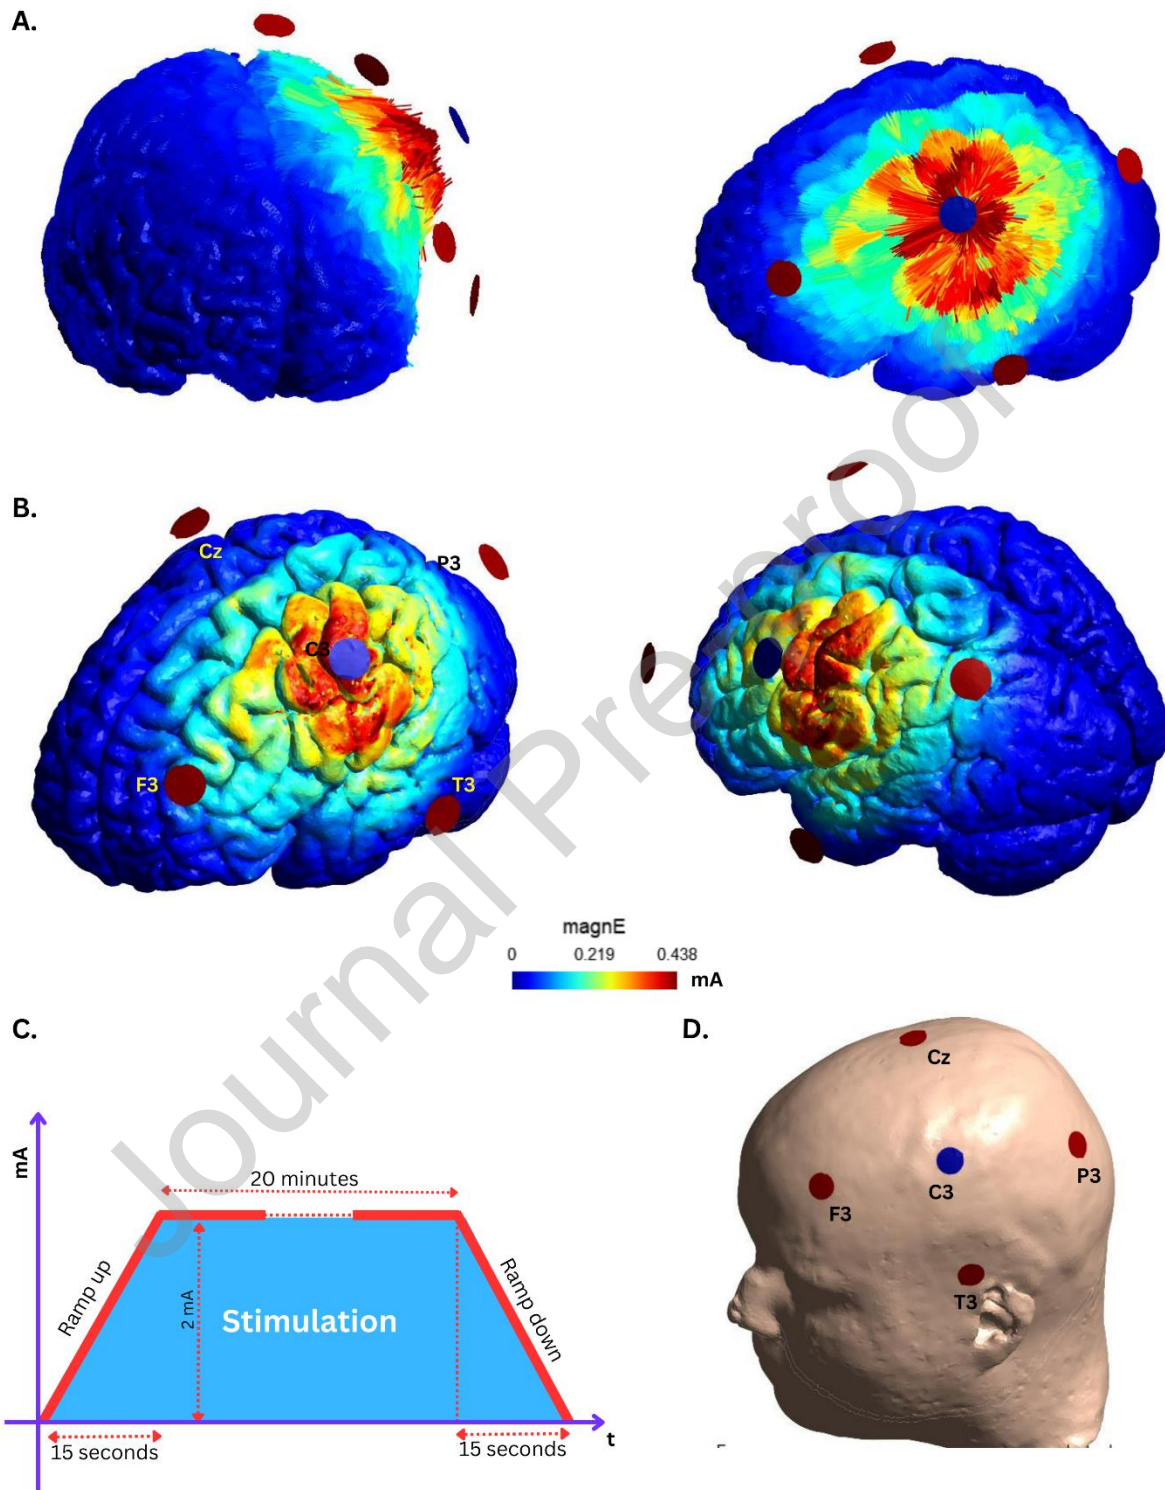 A.
B.
Cz
P3
C3
F3
T3
magnE
0 0.219 0.438
mA
C.
mA
20 minutes
Ramp up
2 mA
Stimulation
Ramp down
15 seconds
15 seconds
t
D.
Cz
P3
C3
F3
T3
Journal Pre-proof